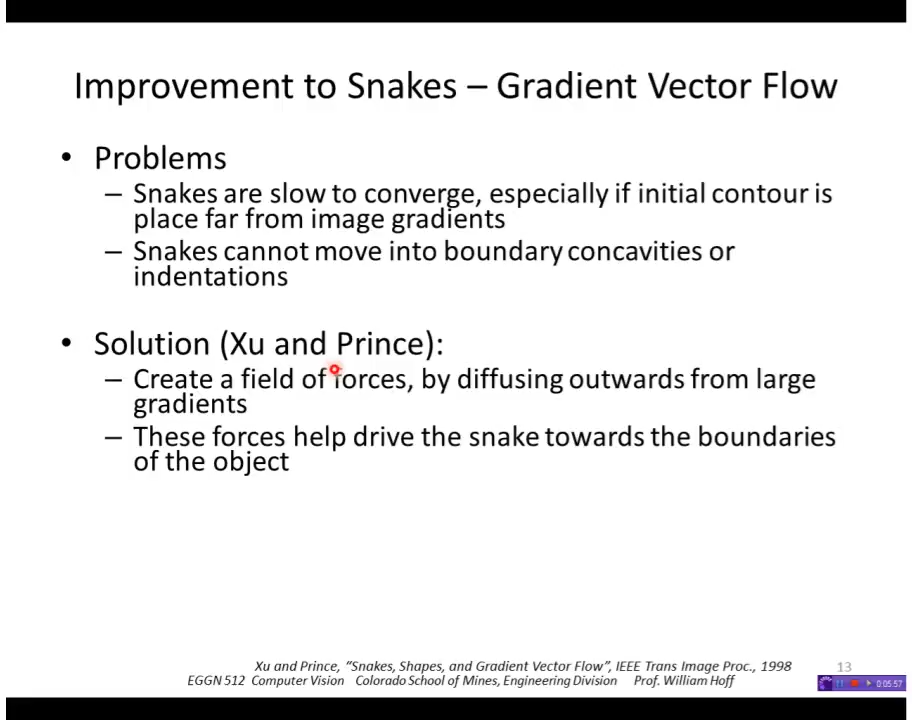 Improvement to Snakes – Gradient Vector Flow
• Problems
– Snakes are slow to converge, especially if initial contour is
place far from image gradients
– Snakes cannot move into boundary concavities or
indentations
• Solution (Xu and Prince):
– Create a field of forces, by diffusing outwards from large
gradients
– These forces help drive the snake towards the boundaries
of the object
Xu and Prince, “Snakes, Shapes, and Gradient Vector Flow”, IEEE Trans Image Proc., 1998
13
EGGN 512 Computer Vision Colorado School of Mines, Engineering Division Prof. William Hoff
0:05:57